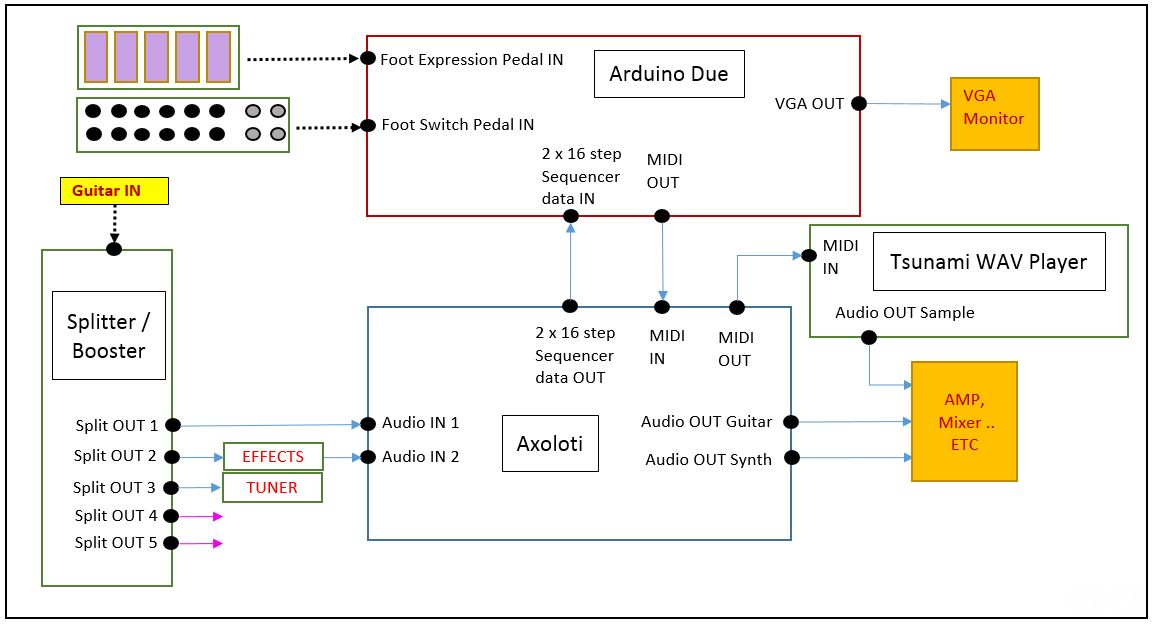 Foot Expression Pedal IN
Arduino Due
VGA OUT
VGA
Monitor
Foot Switch Pedal IN
2 x 16 step
Sequencer
data IN
MIDI
OUT
Guitar IN
MIDI
IN
Tsunami WAV Player
Audio OUT Sample
Splitter /
Booster
2 x 16 step
Sequencer
data OUT
MIDI
IN
MIDI
OUT
Split OUT 1
Split OUT 2
Split OUT 3
Split OUT 4
Split OUT 5
EFFECTS
TUNER
Audio IN 1
Audio IN 2
Axoloti
Audio OUT Guitar
Audio OUT Synth
AMP,
Mixer ..
ETC